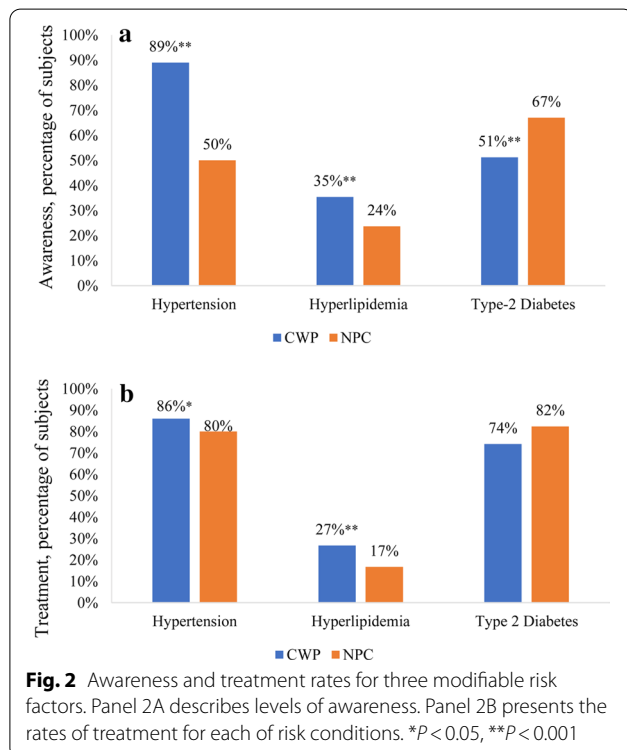 a
Awareness, percentage of subjects
100%
90%
80%
70%
60%
50%
40%
30%
20%
10%
0%
89%**
50%
35%**
24%
51%**
67%
Hypertension
Hyperlipidemia
Type-2 Diabetes
CWP
NPC
b
Treatment, percentage of subjects
100%
90%
80%
70%
60%
50%
40%
30%
20%
10%
0%
86%*
80%
27%**
17%
74%
82%
Hypertension
Hyperlipidemia
Type 2 Diabetes
CWP
NPC
Fig. 2 Awareness and treatment rates for three modifiable risk
factors. Panel 2A describes levels of awareness. Panel 2B presents the
rates of treatment for each of risk conditions. *P < 0.05, **P < 0.001